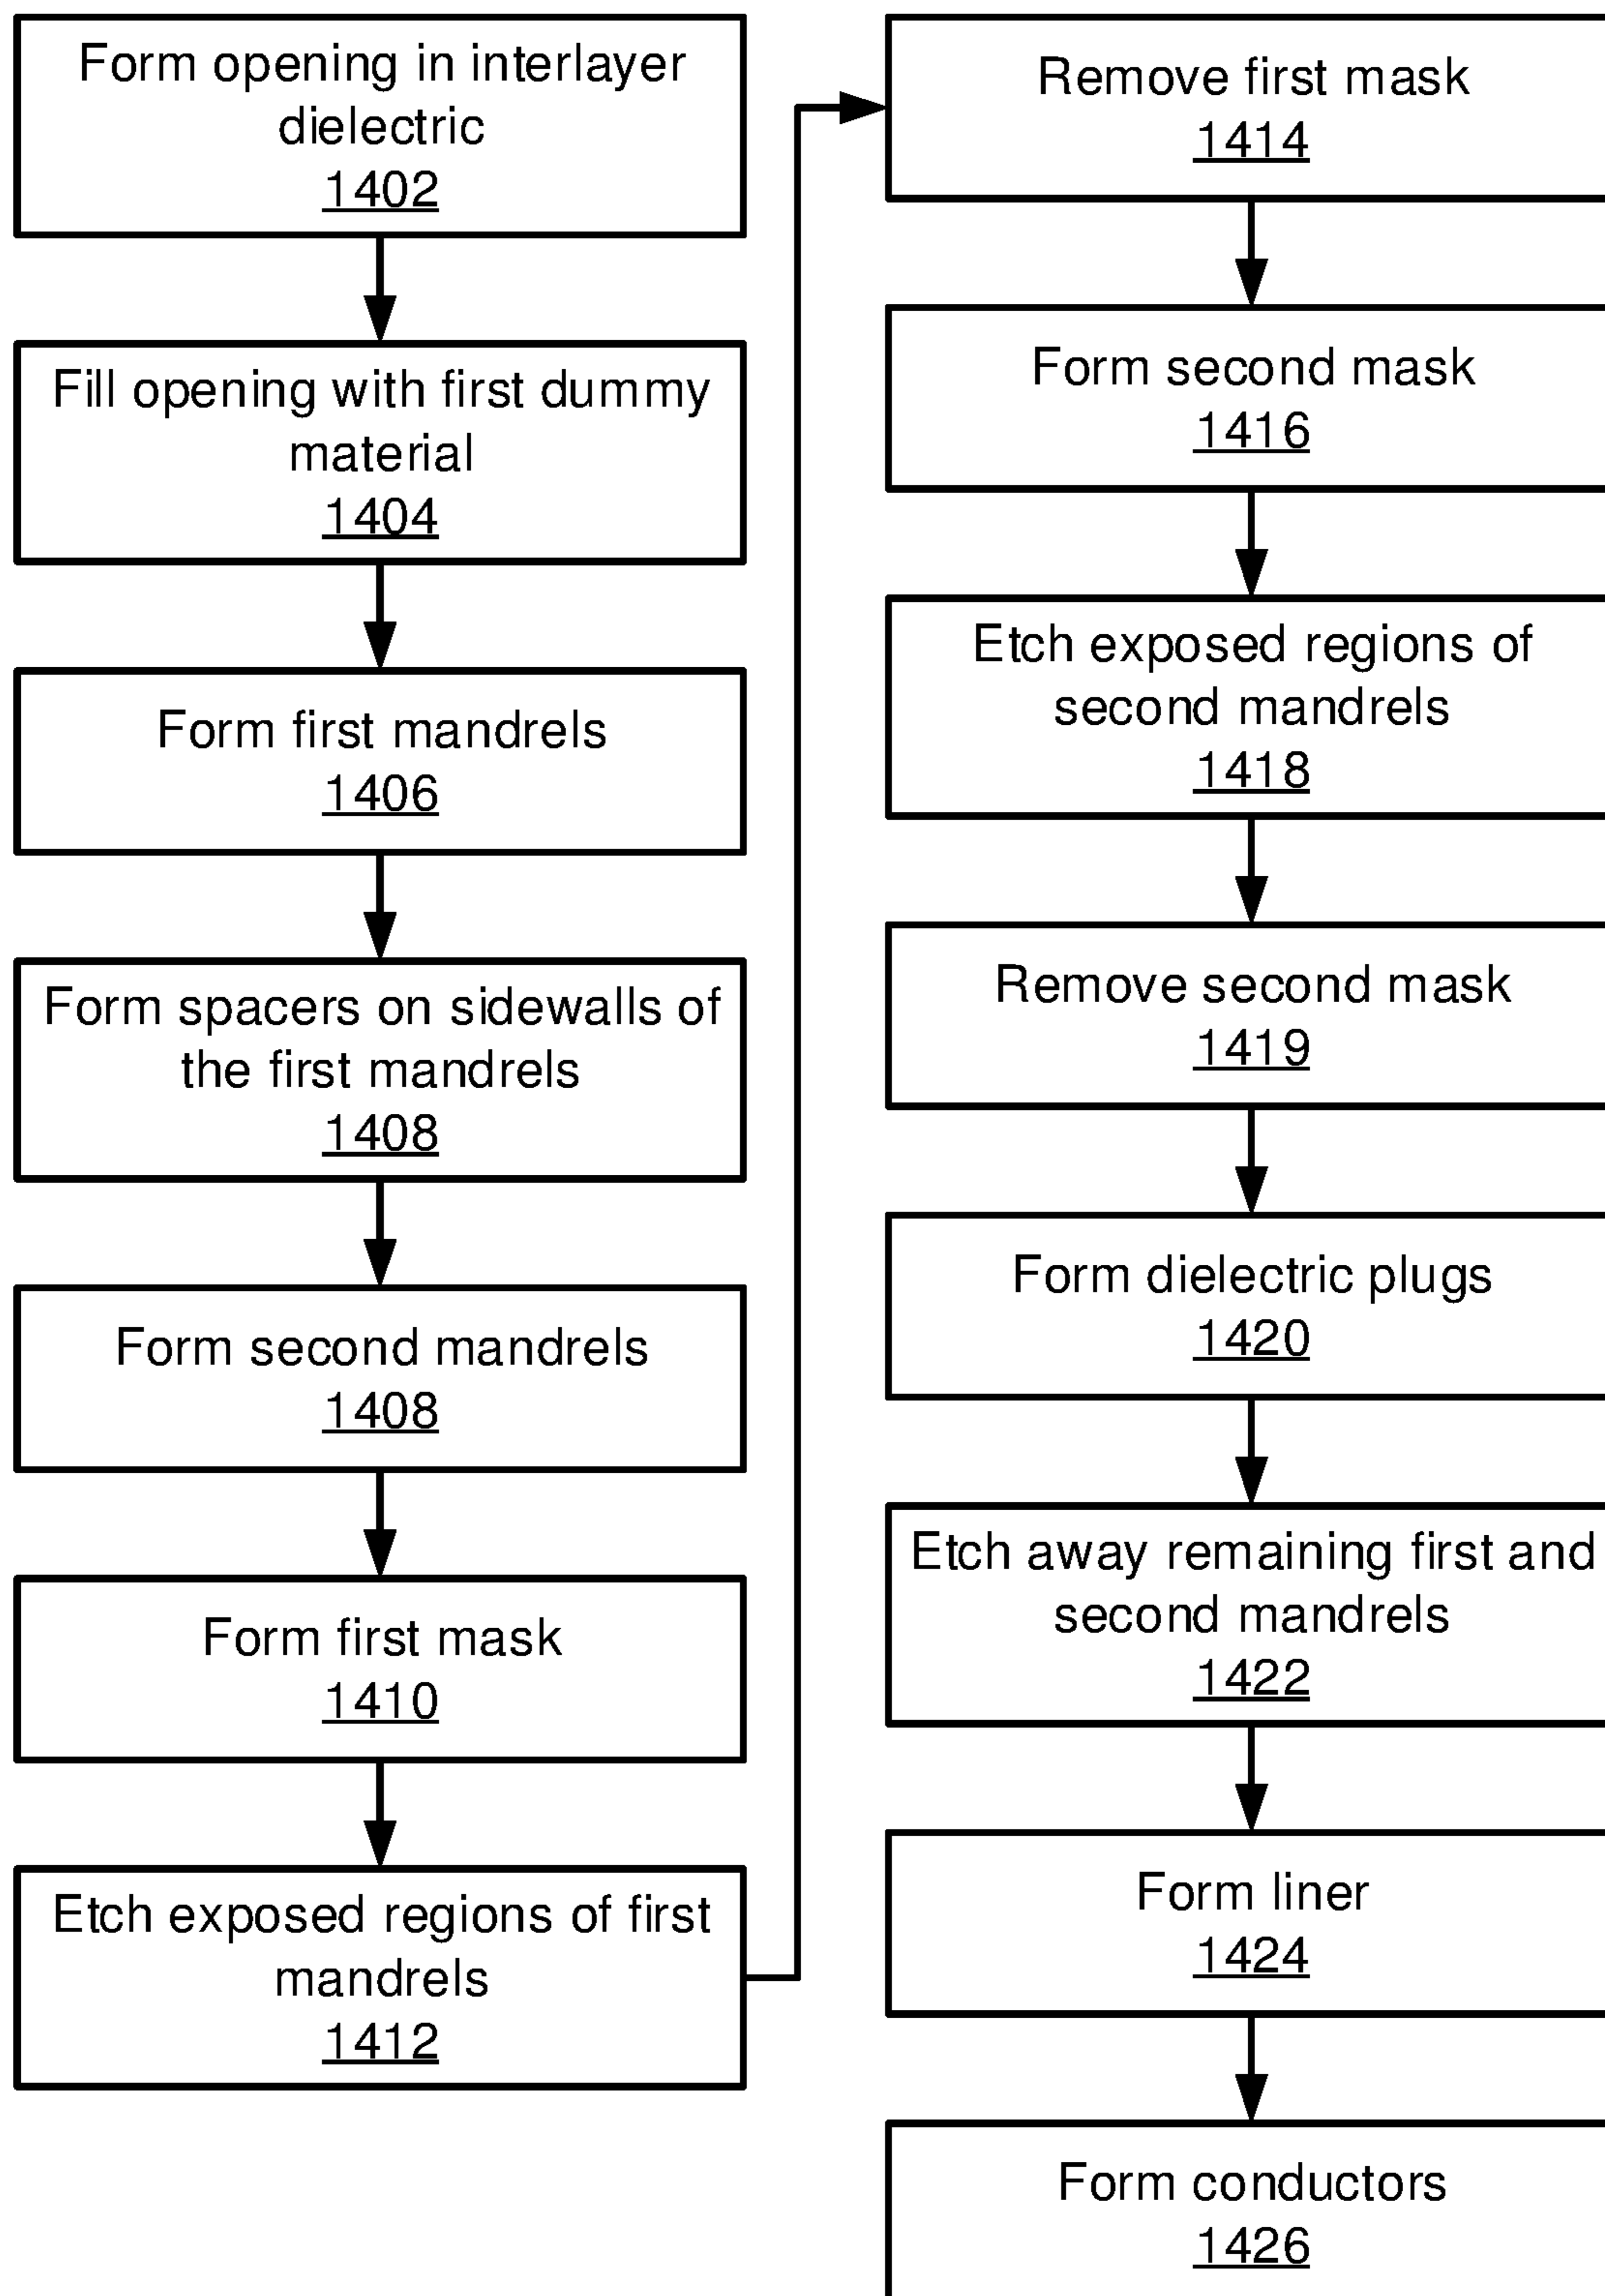 Form opening in interlayer
dielectric
1402
Fill opening with first dummy
material
1404
Form first mandrels
1406
Form spacers on sidewalls of
the first mandrels
1408
Form second mandrels
1408
Form first mask
1410
Etch exposed regions of first
mandrels
1412
Remove first mask
1414
Form second mask
1416
Etch exposed regions of
second mandrels
1418
Remove second mask
1419
Form dielectric plugs
1420
Etch away remaining first and
second mandrels
1422
Form liner
1424
Form conductors
1426